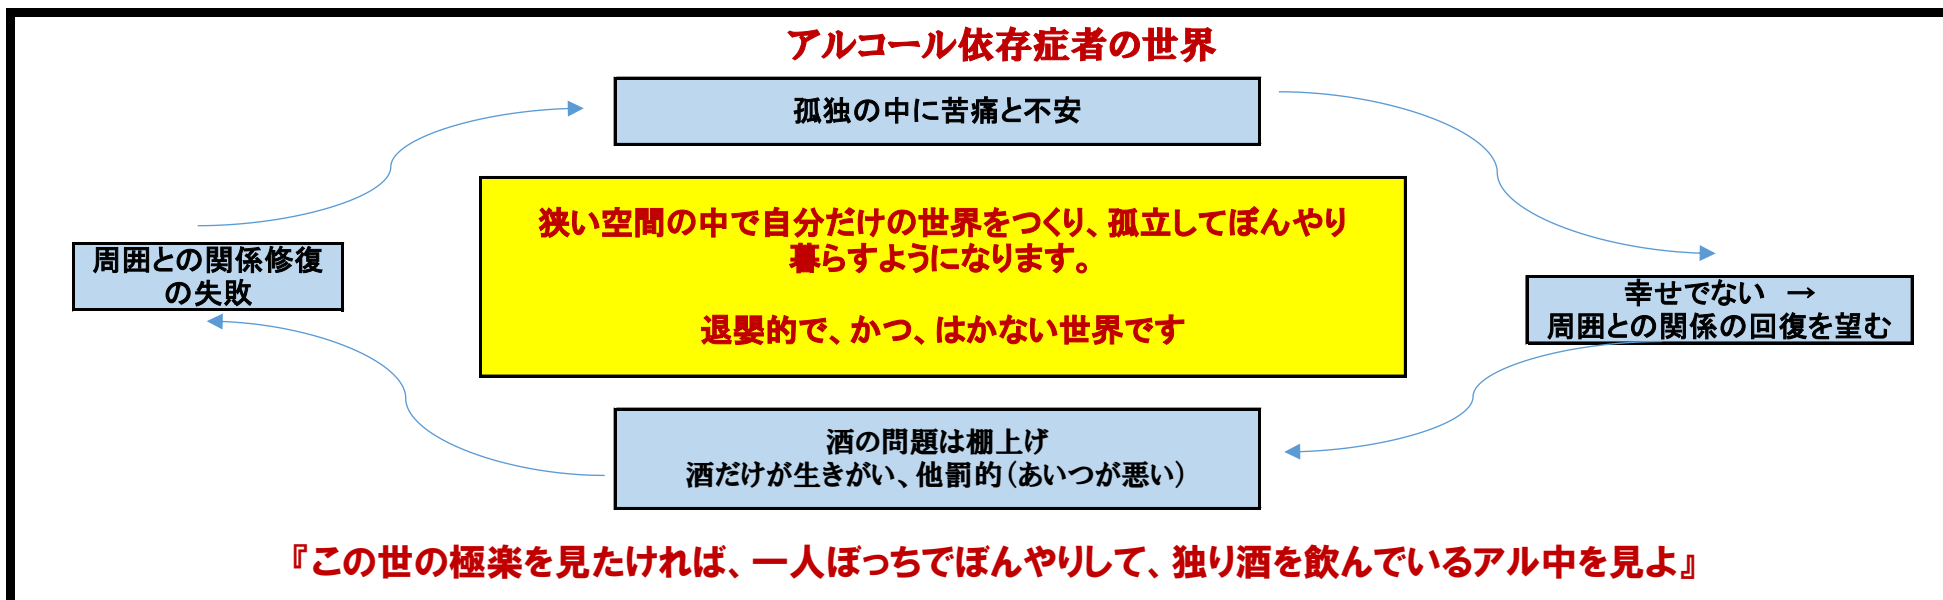 アルコール依存症者の世界
孤独の中に苦痛と不安
狭い空間の中で自分だけの世界をつくり、孤立してぼんやり
暮らすようになります。
退嬰的で、かつ、はかない世界です
周囲との関係修復
の失敗
幸せでない　→
周囲との関係の回復を望む
酒の問題は棚上げ
酒だけが生きがい、他罰的（あいつが悪い）
『この世の極楽を見たければ、一人ぼっちでぼんやりして、独り酒を飲んでいるアル中を見よ』